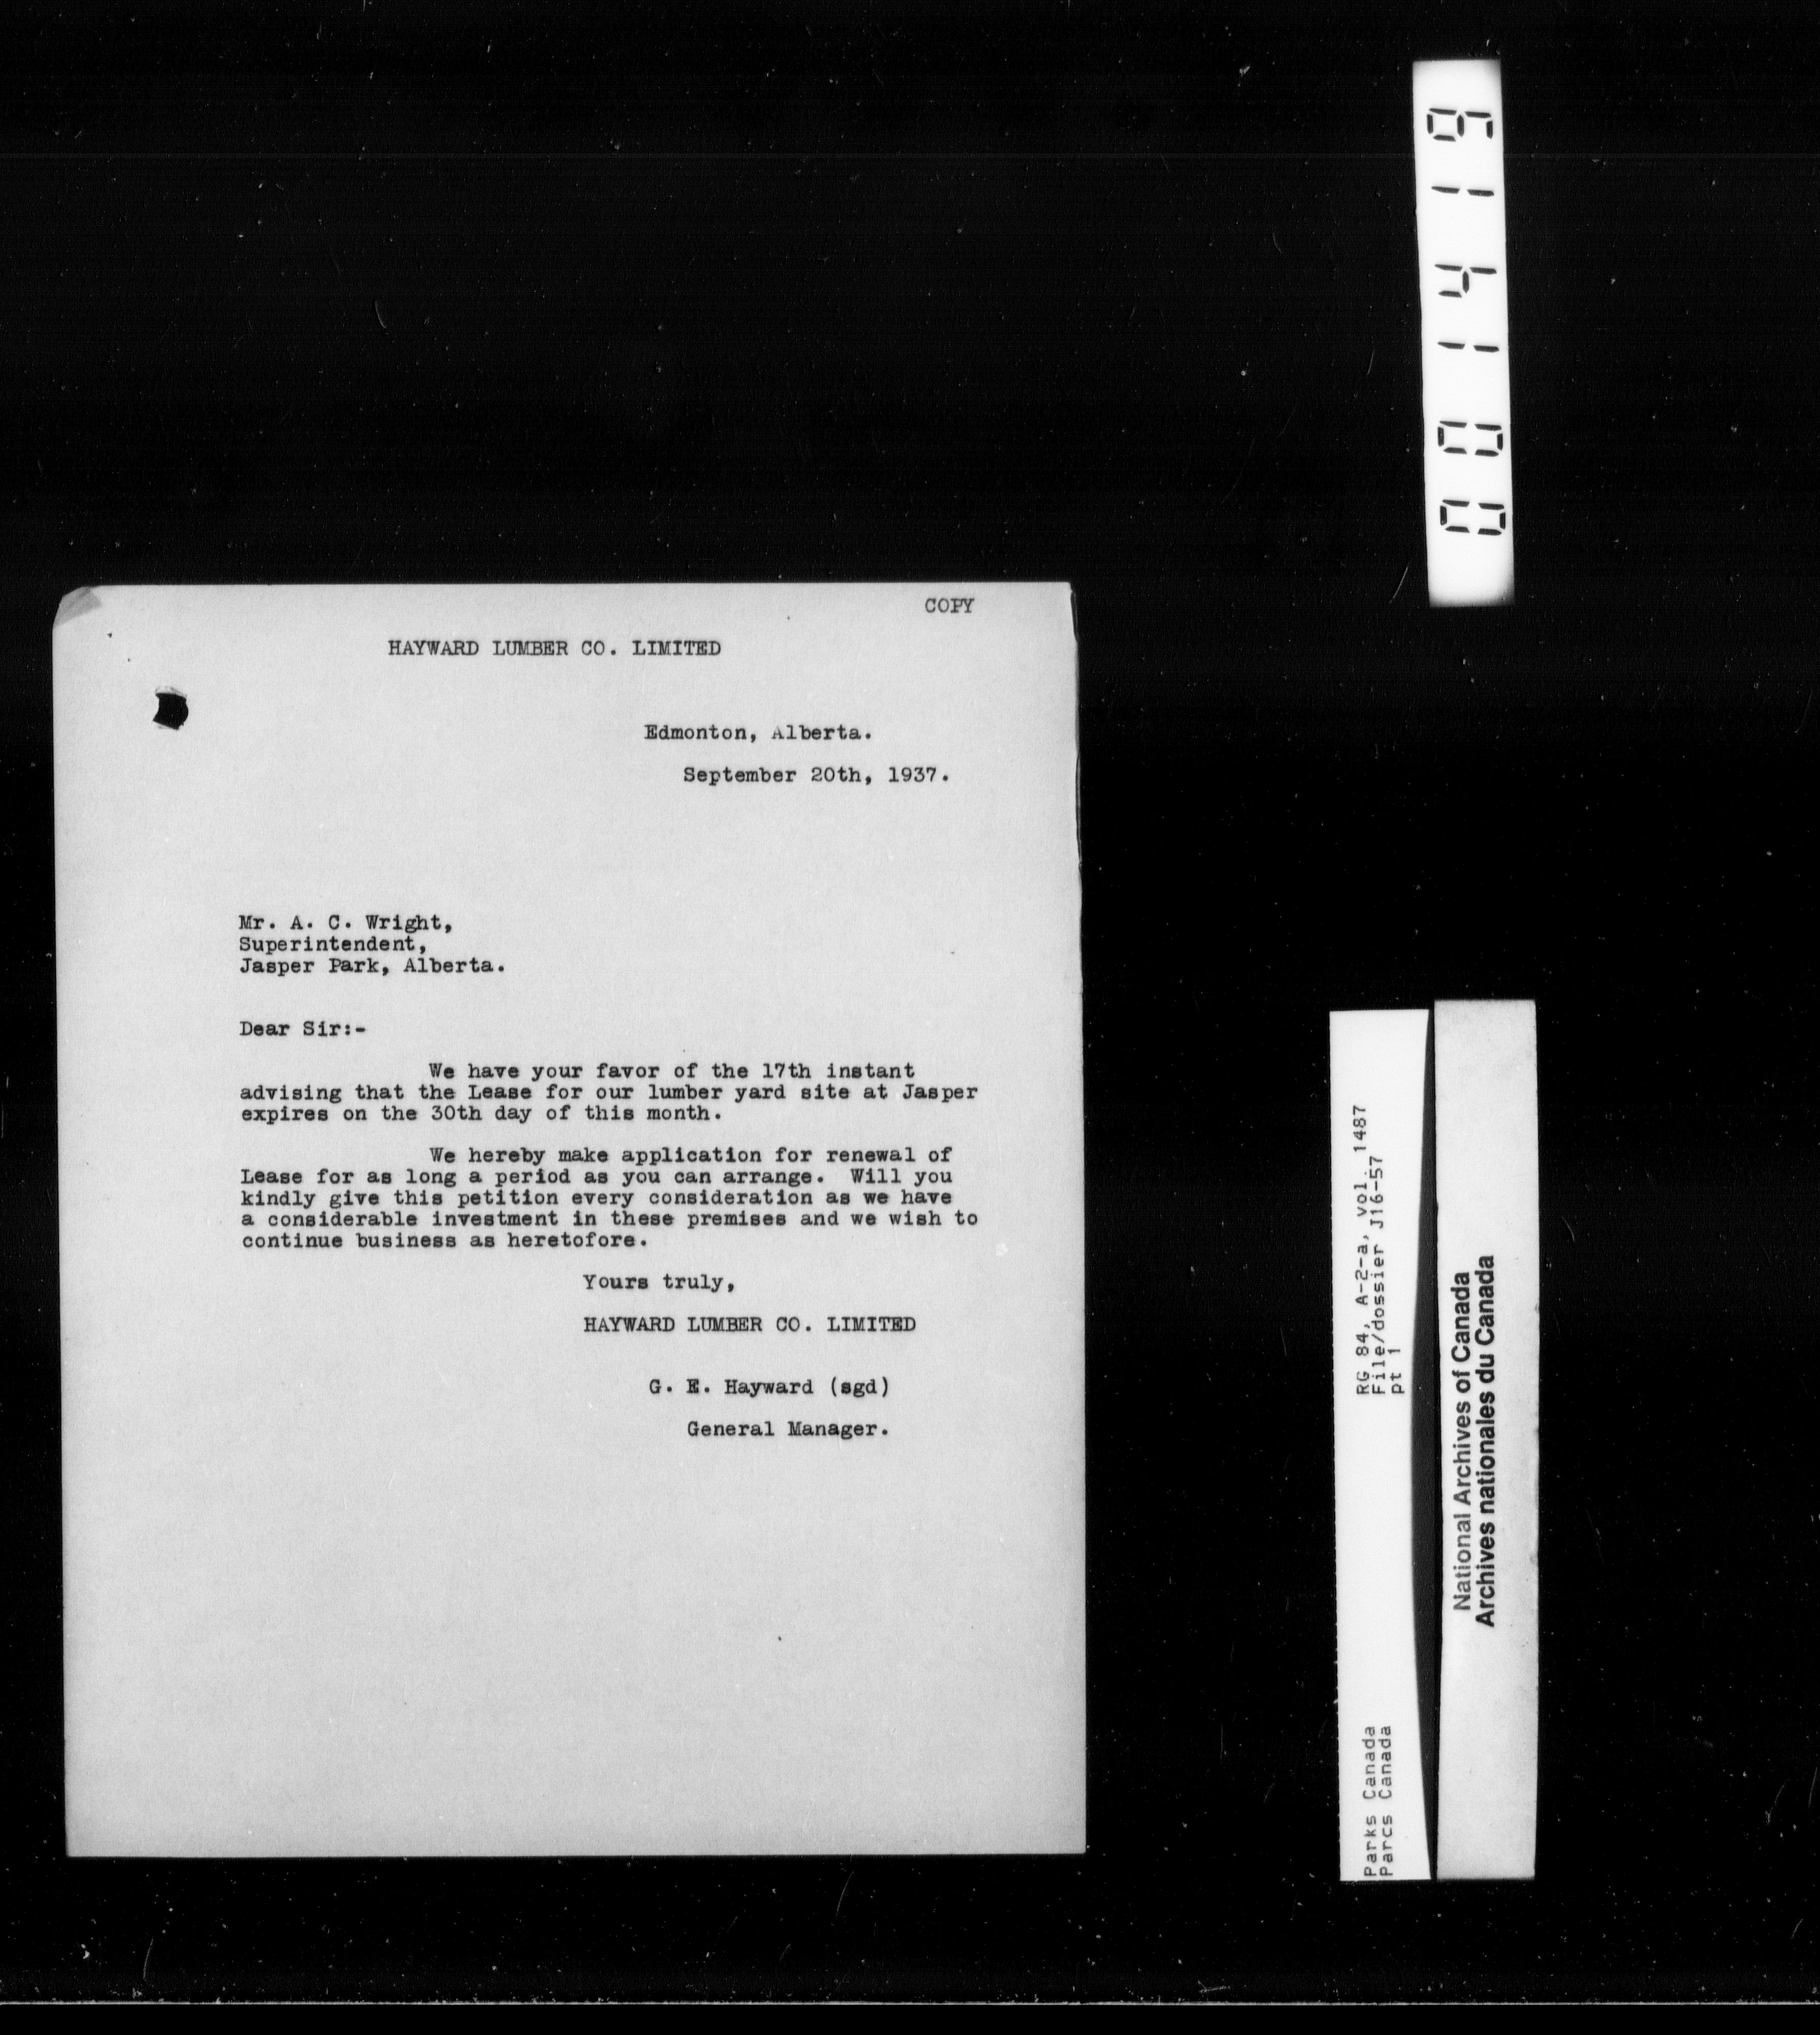 COPY
HAYWARD LUMBER CO. LIMITED
Edmonton, Alberta.
September 20th, 1937.
Mr. A. C. Wright,
Superintendent,
Jasper Park, Alberta.
Dear Sir:-
We have your favor of the 17th instant
advising that the Lease for our lumber yard site at Jasper
expires on the 30th day of this month.
We hereby make application for renewal of
Lease for as long a period as you can arrange. Will you
kindly give this petition every consideration as we have
a considerable investment in these premises and we wish to
continue business as heretofore.
Yours truly,
HAYWARD LUMBER CO. LIMITED
G. E. Hayward (sgd)
General Manager.
001419
Parks Canada
Parcs Canada
RG 84, A-2-a, vol. 1487
File/dossier J16-57
pt 1
National Archives of Canada
Archives nationales du Canada